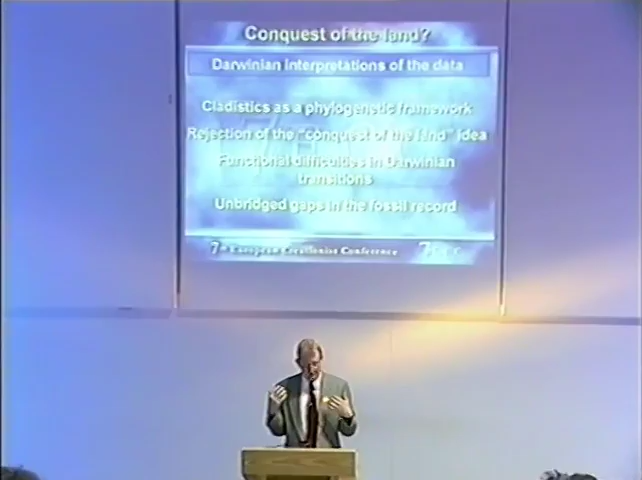 Conquest of the land?
Darwinian interpretations of the data
Cladistics as a phylogenetic framework
Rejection of the "conquest of the land" idea
Functional difficulties in Darwinian
transitions
Unbridged gaps in the fossil record
7th European Creationist Conference